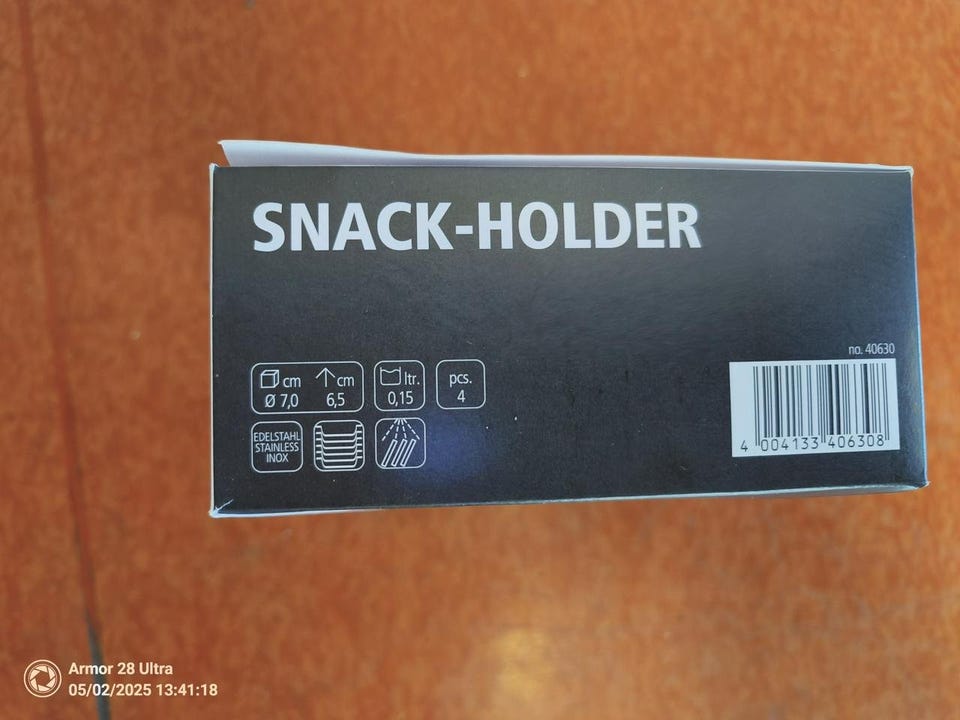 SNACK-HOLDER
no. 40630
cm cm
Ø 7,0 6,5
ltr.
0,15
pcs.
4
EDELSTAHL
STAINLESS
INOX
4 004133 406308
Armor 28 Ultra
05/02/2025 13:41:18